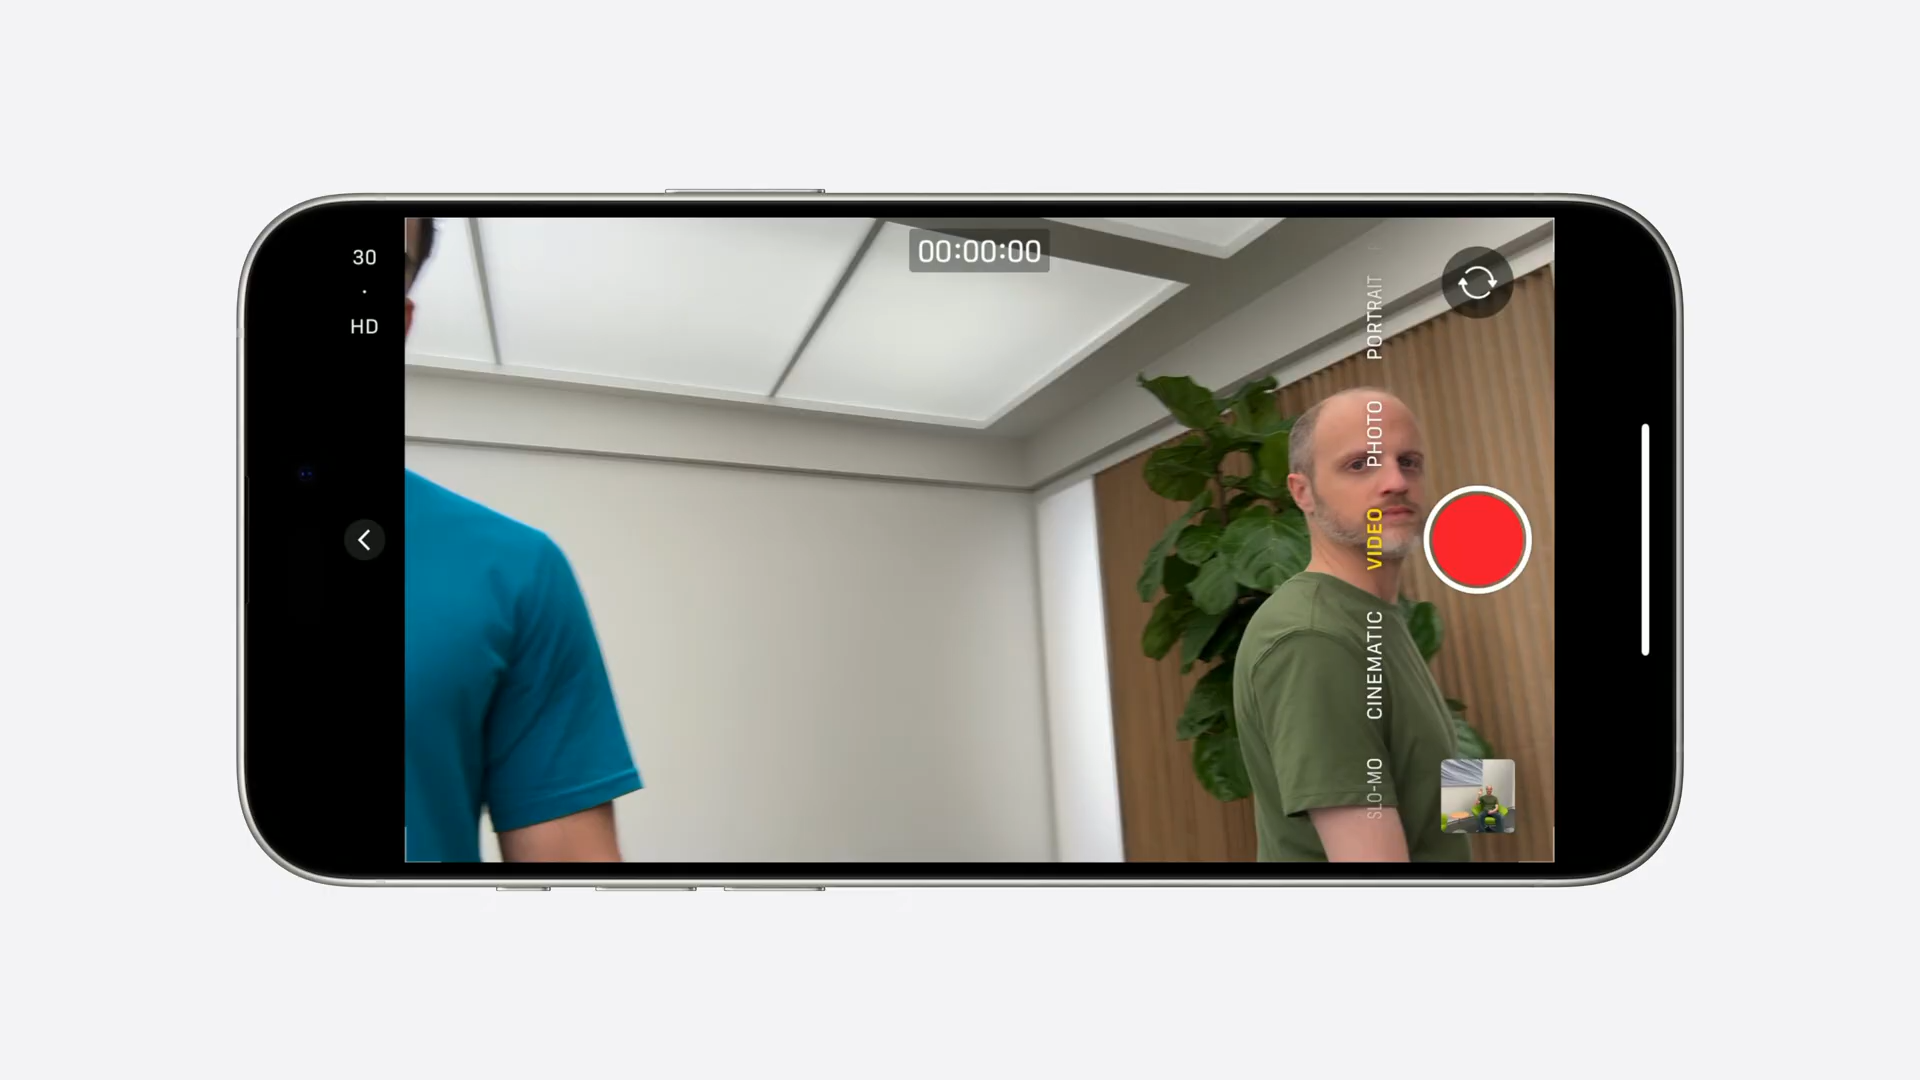 30
·
HD
00:00:00
PORTRAIT
PHOTO
VIDEO
CINEMATIC
SLO-MO